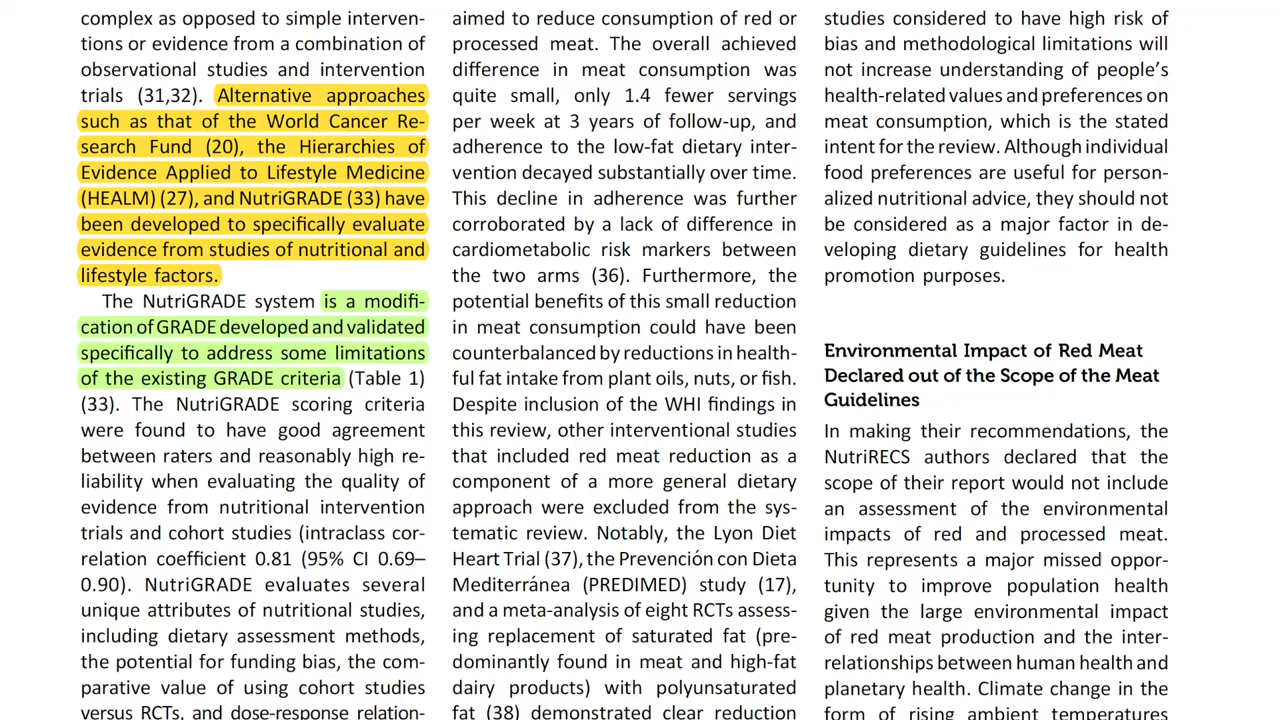 complex as opposed to simple interven-
tions or evidence from a combination of
observational studies and intervention
trials (31,32). Alternative approaches
such as that of the World Cancer Re-
search Fund (20), the Hierarchies of
Evidence Applied to Lifestyle Medicine
(HEALM) (27), and NutriGRADE (33) have
been developed to specifically evaluate
evidence from studies of nutritional and
lifestyle factors.
The NutriGRADE system is a modifi-
cation of GRADE developed and validated
specifically to address some limitations
of the existing GRADE criteria (Table 1)
(33). The NutriGRADE scoring criteria
were found to have good agreement
between raters and reasonably high re-
liability when evaluating the quality of
evidence from nutritional intervention
trials and cohort studies (intraclass cor-
relation coefficient 0.81 (95% CI 0.69–
0.90). NutriGRADE evaluates several
unique attributes of nutritional studies,
including dietary assessment methods,
the potential for funding bias, the com-
parative value of using cohort studies
versus RCTs, and dose-response relation-
aimed to reduce consumption of red or
processed meat. The overall achieved
difference in meat consumption was
quite small, only 1.4 fewer servings
per week at 3 years of follow-up, and
adherence to the low-fat dietary inter-
vention decayed substantially over time.
This decline in adherence was further
corroborated by a lack of difference in
cardiometabolic risk markers between
the two arms (36). Furthermore, the
potential benefits of this small reduction
in meat consumption could have been
counterbalanced by reductions in health-
ful fat intake from plant oils, nuts, or fish.
Despite inclusion of the WHI findings in
this review, other interventional studies
that included red meat reduction as a
component of a more general dietary
approach were excluded from the sys-
tematic review. Notably, the Lyon Diet
Heart Trial (37), the Prevención con Dieta
Mediterránea (PREDIMED) study (17),
and a meta-analysis of eight RCTs assess-
ing replacement of saturated fat (pre-
dominantly found in meat and high-fat
dairy products) with polyunsaturated
fat (38) demonstrated clear reduction
studies considered to have high risk of
bias and methodological limitations will
not increase understanding of people's
health-related values and preferences on
meat consumption, which is the stated
intent for the review. Although individual
food preferences are useful for person-
alized nutritional advice, they should not
be considered as a major factor in de-
veloping dietary guidelines for health
promotion purposes.
Environmental Impact of Red Meat
Declared out of the Scope of the Meat
Guidelines
In making their recommendations, the
NutriRECS authors declared that the
scope of their report would not include
an assessment of the environmental
impacts of red and processed meat.
This represents a major missed oppor-
tunity to improve population health
given the large environmental impact
of red meat production and the inter-
relationships between human health and
planetary health. Climate change in the
form of rising ambient temperatures